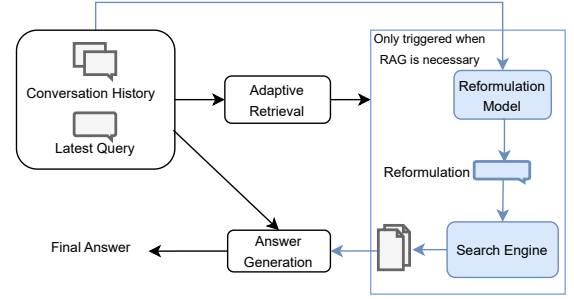 Only triggered when
RAG is necessary
Conversation History
Latest Query
Adaptive
Retrieval
Reformulation
Model
Reformulation
Search Engine
Answer
Generation
Final Answer